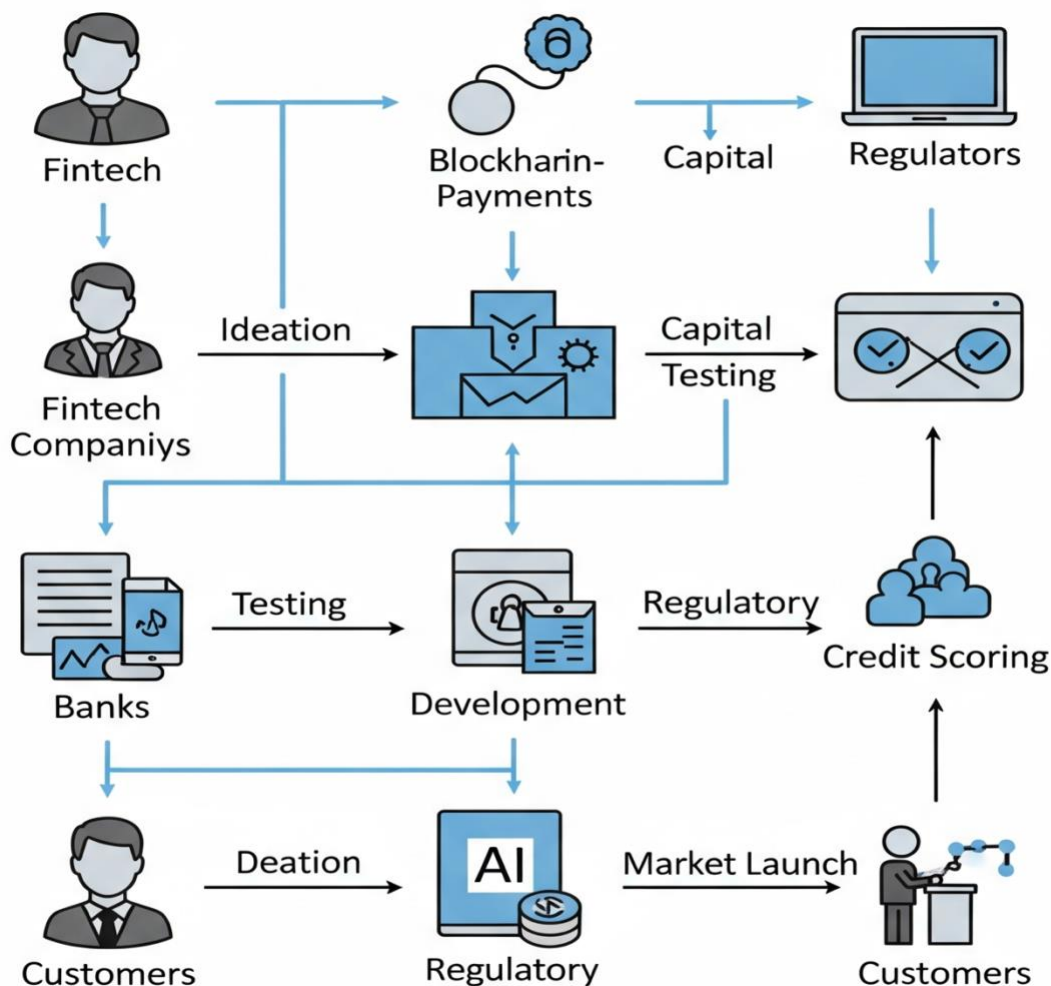 Fintech
Blockharin-
Payments
Capital
Regulators
Fintech
Companiys
Ideation
Capital
Testing
Banks
Testing
Development
Regulatory
Credit Scoring
Customers
Deation
AI
Regulatory
Market Launch
Customers